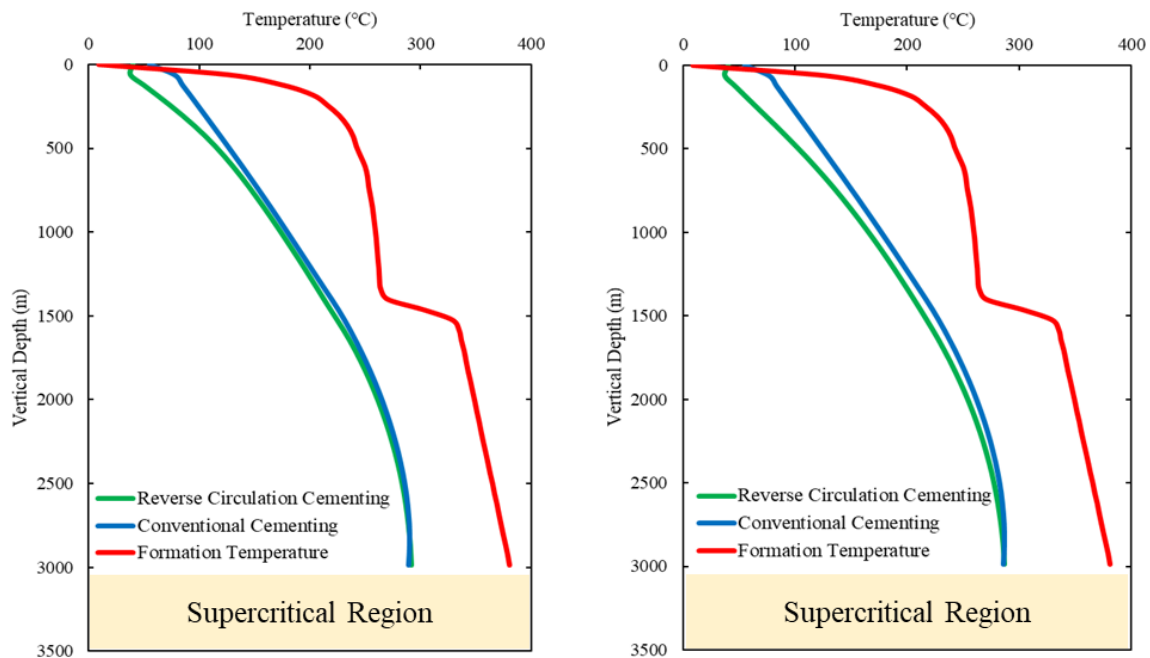 Temperature (°C)
0 100 200 300 400
0
500
1000
1500
2000
2500
3000
3500
Vertical Depth (m)
Reverse Circulation Cementing
Conventional Cementing
Formation Temperature
Supercritical Region
Temperature (°C)
0 100 200 300 400
0
500
1000
1500
2000
2500
3000
3500
Vertical Depth (m)
Reverse Circulation Cementing
Conventional Cementing
Formation Temperature
Supercritical Region